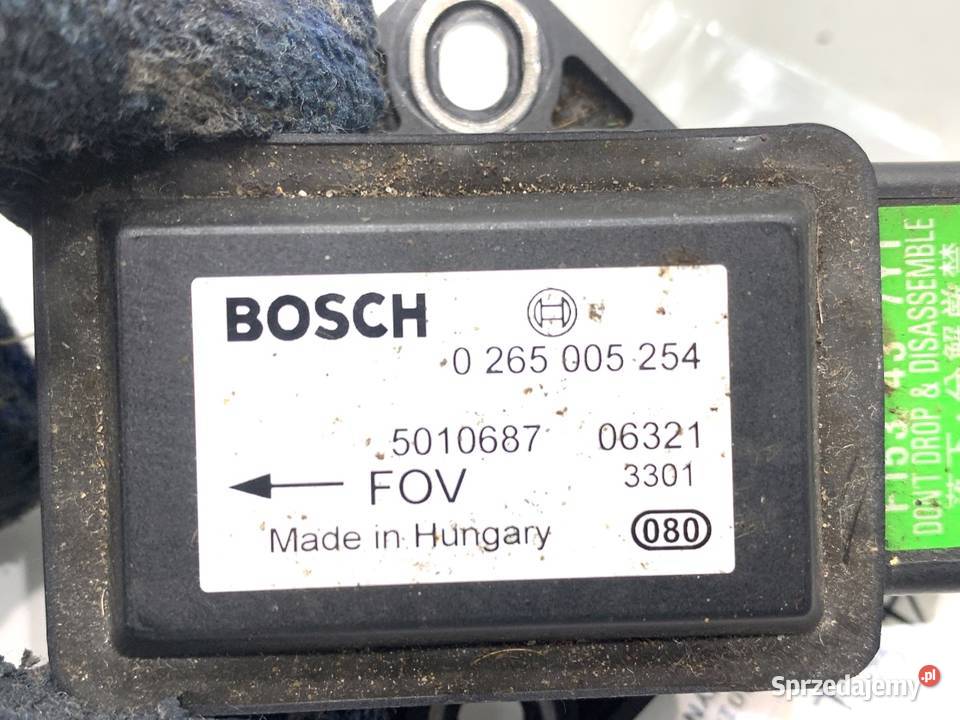 BOSCH
0 265 005 254
5010687 06321
FOV 3301
Made in Hungary 080
DON'T DROP & DISASSEMBLE
Sprzedajemy.pl